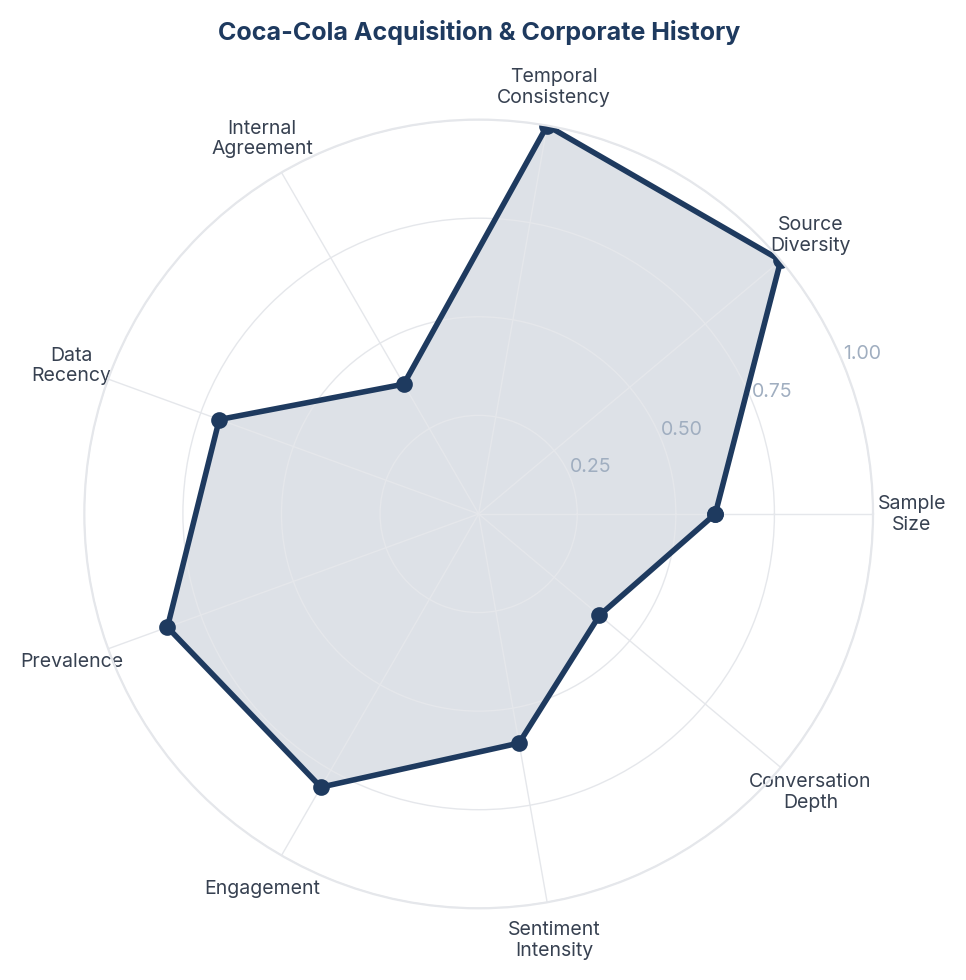 Coca-Cola Acquisition & Corporate History
Temporal
Consistency
Internal
Agreement
Source
Diversity
Data
Recency
1.00
0.75
0.50
0.25
Sample
Size
Prevalence
Conversation
Depth
Engagement
Sentiment
Intensity